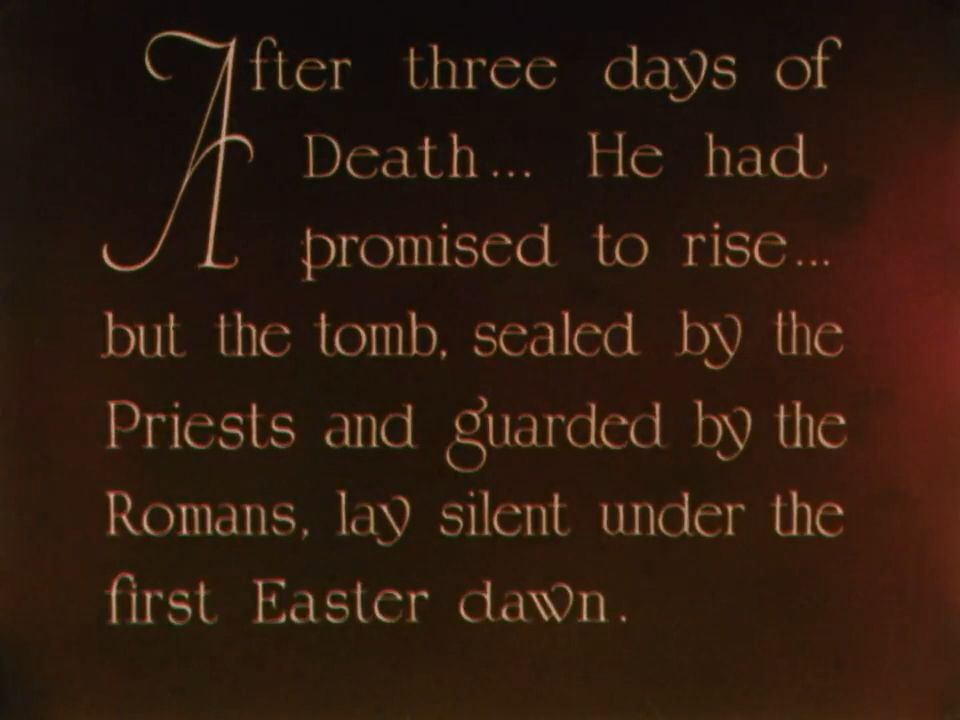 After three days of
Death... He had
promised to rise...
but the tomb, sealed by the
Priests and guarded by the
Romans, lay silent under the
first Easter dawn.